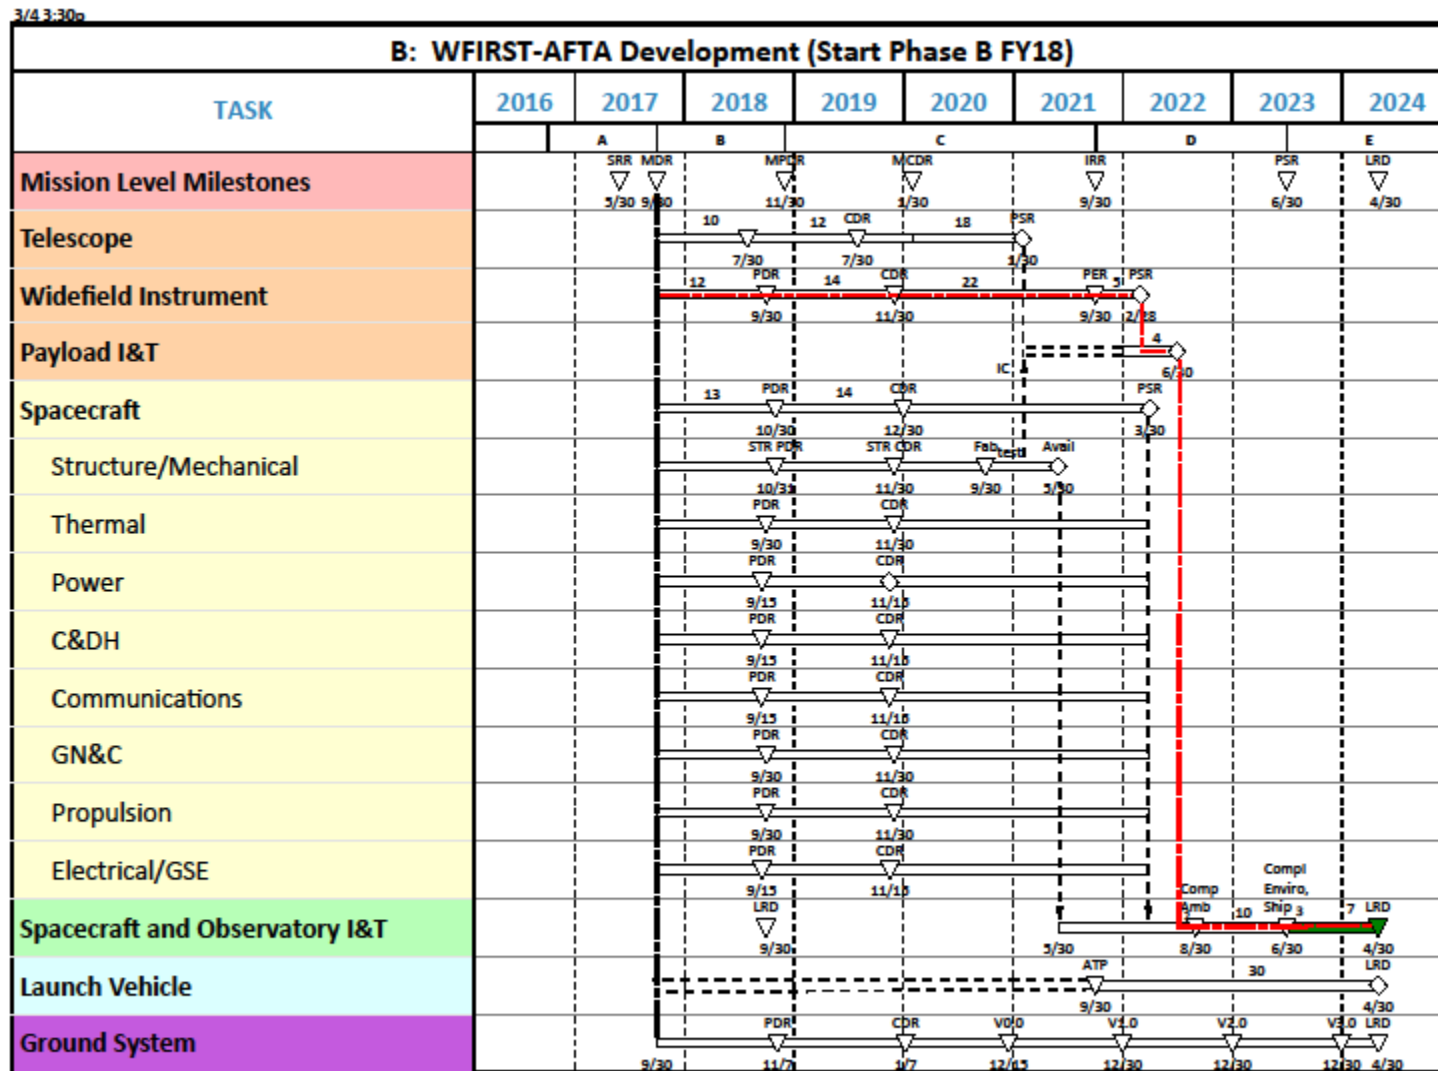 3/4 3:30p
B: WFIRST-AFTA Development (Start Phase B FY18)
TASK 2016 2017 2018 2019 2020 2021 2022 2023 2024
A B C D E
SRR MDR MPDR MCDR IRR PSR LRD
Mission Level Milestones
5/30 9/30 11/30 1/30 9/30 6/30 4/30
10 12 CDR 18 PSR
Telescope
7/30 7/30 1/30
12 PDR 14 CDR 22 PER 5 PSR
Widefield Instrument
9/30 11/30 9/30 2/28
4
Payload I&T
IC 6/30
13 PDR 14 CDR PSR
Spacecraft
10/30 12/30 3/30
STR PDR STR CDR Fab test Avail
Structure/Mechanical
10/31 11/30 9/30 5/30
PDR CDR
Thermal
9/30 11/30
PDR CDR
Power
9/15 11/15
PDR CDR
C&DH
9/15 11/15
PDR CDR
Communications
9/15 11/15
PDR CDR
GN&C
9/30 11/30
PDR CDR
Propulsion
9/30 11/30
PDR CDR
Electrical/GSE
9/15 11/15
Compl
Comp Enviro,
LRD Amb 10 Ship 3 7 LRD
Spacecraft and Observatory I&T
9/30 5/30 8/30 6/30 4/30
ATP 30 LRD
Launch Vehicle
9/30 4/30
PDR CDR V0.0 V1.0 V2.0 V3.0 LRD
Ground System
9/30 11/7 1/7 12/15 12/30 12/30 12/30 4/30